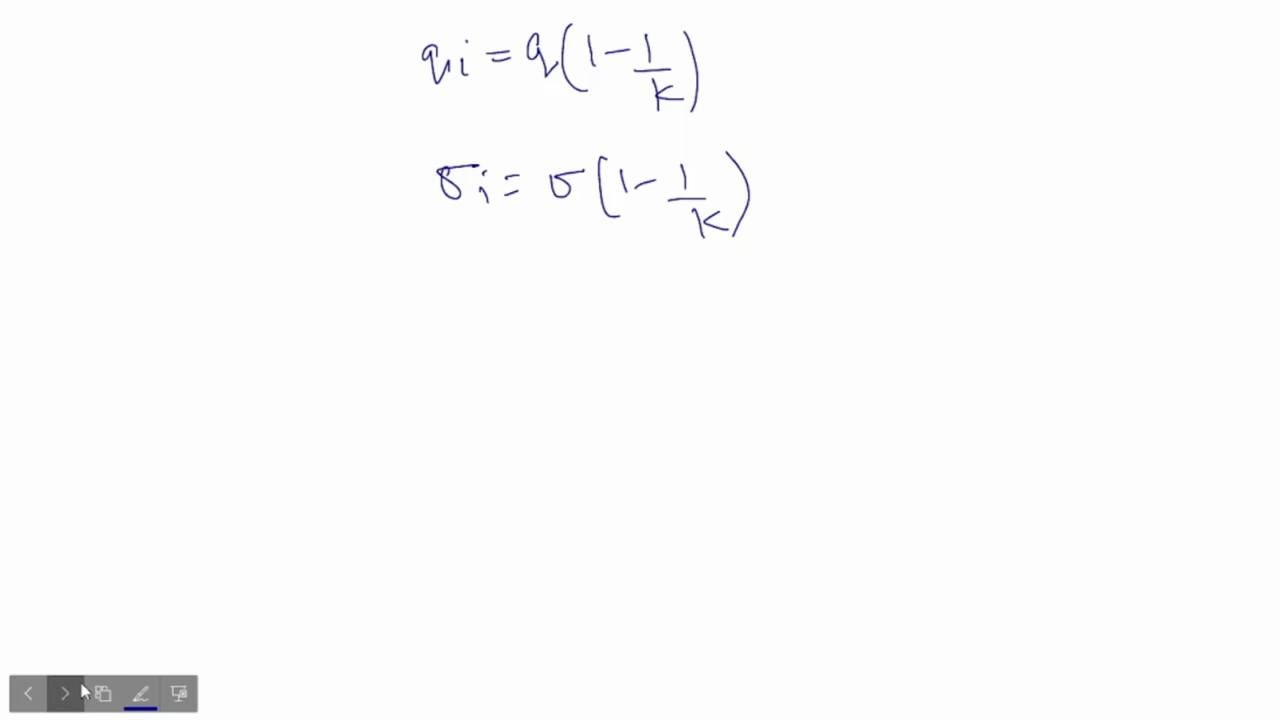 qi = q(1 - 1/K)
σi = σ(1 - 1/K)